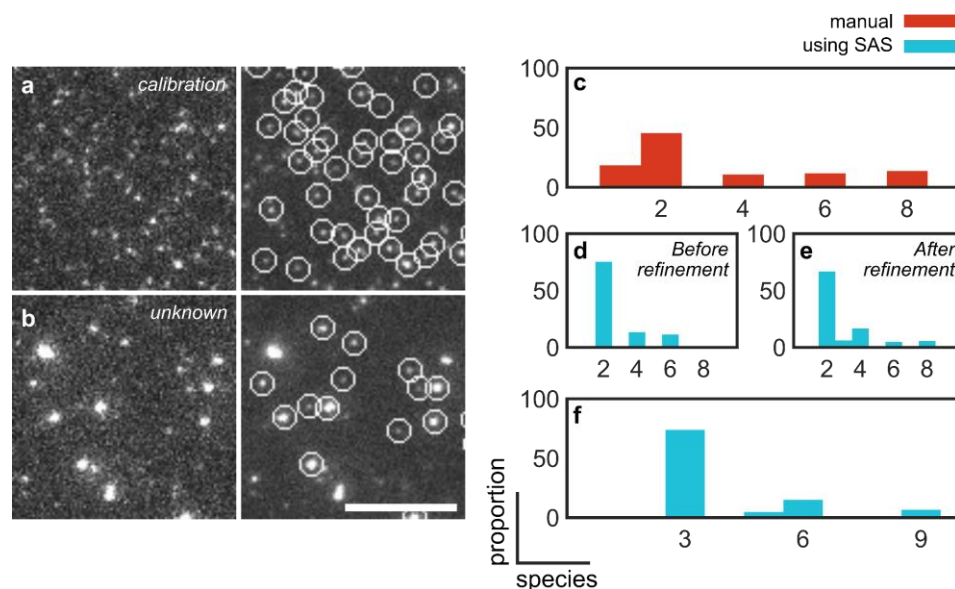 manual
using SAS
a
calibration
100
c
50
0
2 4 6 8
100
d
Before
refinement
50
0
2 4 6 8
100
e
After
refinement
50
0
2 4 6 8
b
unknown
100
f
50
0
3 6 9
proportion
species